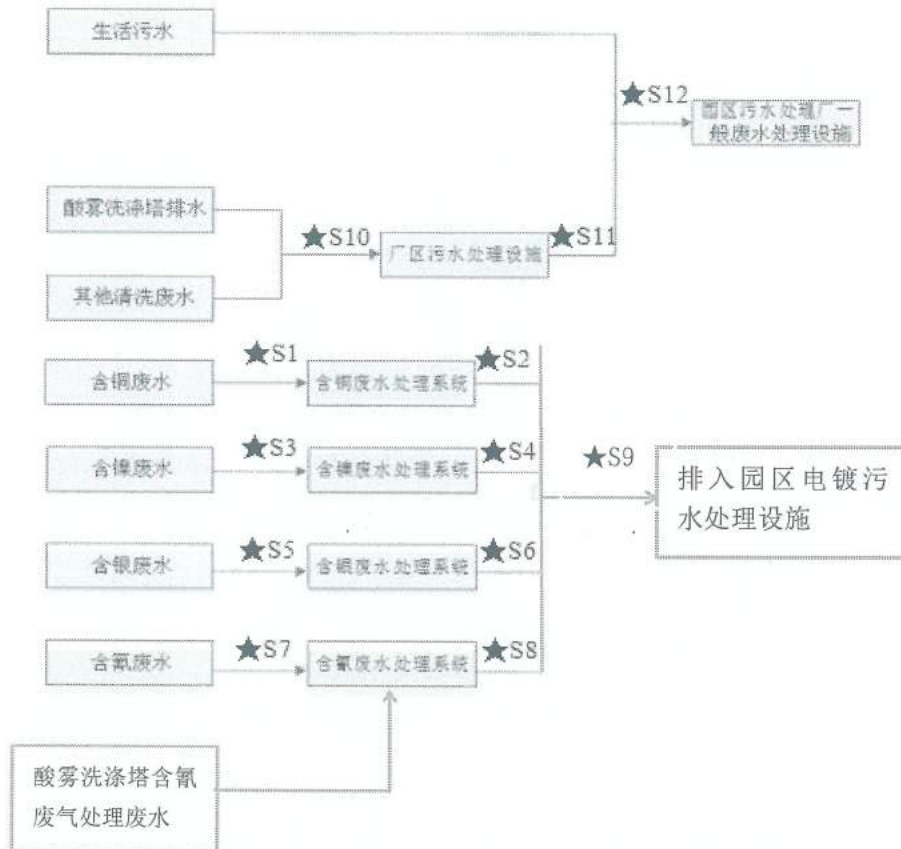 生活污水
★S12
园区污水处理厂一
般废水处理设施
酸雾洗涤塔排水
★S10
厂区污水处理设施
★S11
其他清洗废水
★S1
★S2
含铜废水
含铜废水处理系统
★S3
★S4
★S9
含镍废水
含镍废水处理系统
排入园区电镀污
水处理设施
★S5
★S6
含银废水
含银废水处理系统
★S7
★S8
含氰废水
含氰废水处理系统
酸雾洗涤塔含氰
废气处理废水